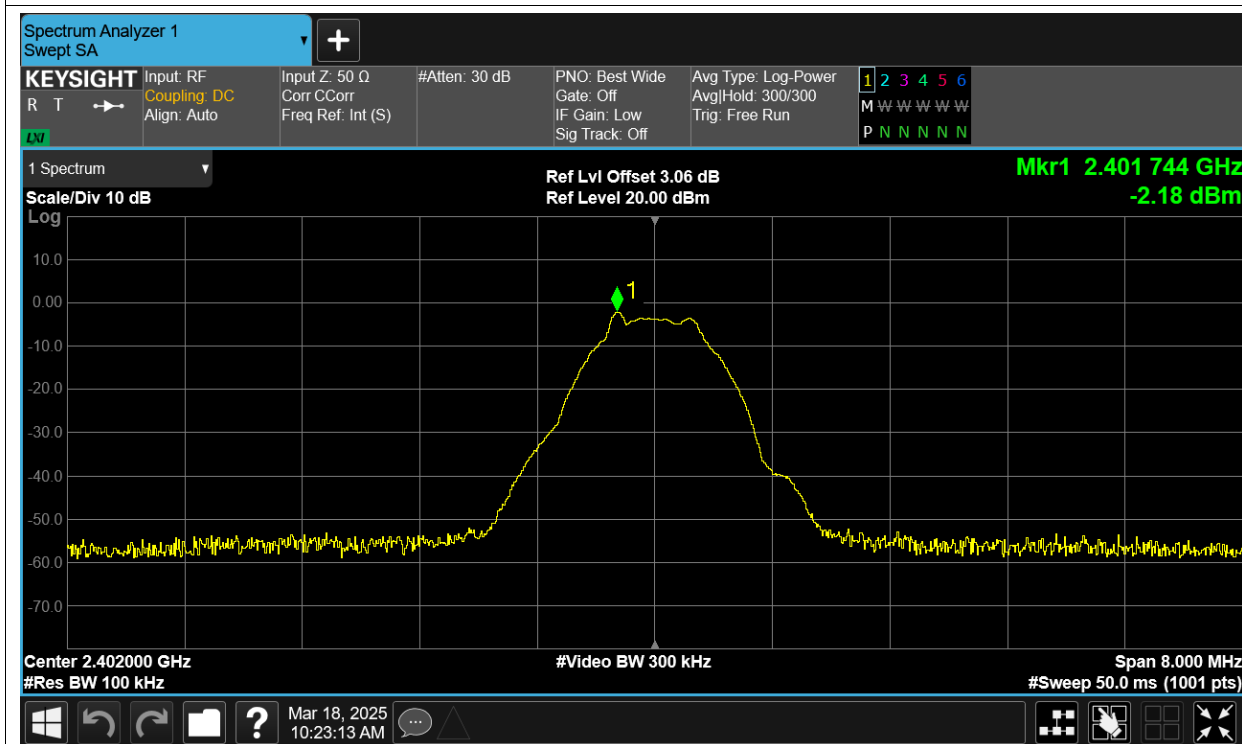 Spectrum Analyzer 1
Swept SA
KEYSIGHT
R T
LXI
Input: RF
Coupling: DC
Align: Auto
Input Z: 50 Ω
Corr CCorr
Freq Ref: Int (S)
#Atten: 30 dB
PNO: Best Wide
Gate: Off
IF Gain: Low
Sig Track: Off
Avg Type: Log-Power
Avg|Hold: 300/300
Trig: Free Run
1 2 3 4 5 6
M W W W W W
P N N N N N
1 Spectrum
Scale/Div 10 dB
Log
Ref Lvl Offset 3.06 dB
Ref Level 20.00 dBm
Mkr1 2.401 744 GHz
-2.18 dBm
10.0
0.00
-10.0
-20.0
-30.0
-40.0
-50.0
-60.0
-70.0
1
Center 2.402000 GHz
#Res BW 100 kHz
#Video BW 300 kHz
Span 8.000 MHz
#Sweep 50.0 ms (1001 pts)
?
Mar 18, 2025
10:23:13 AM